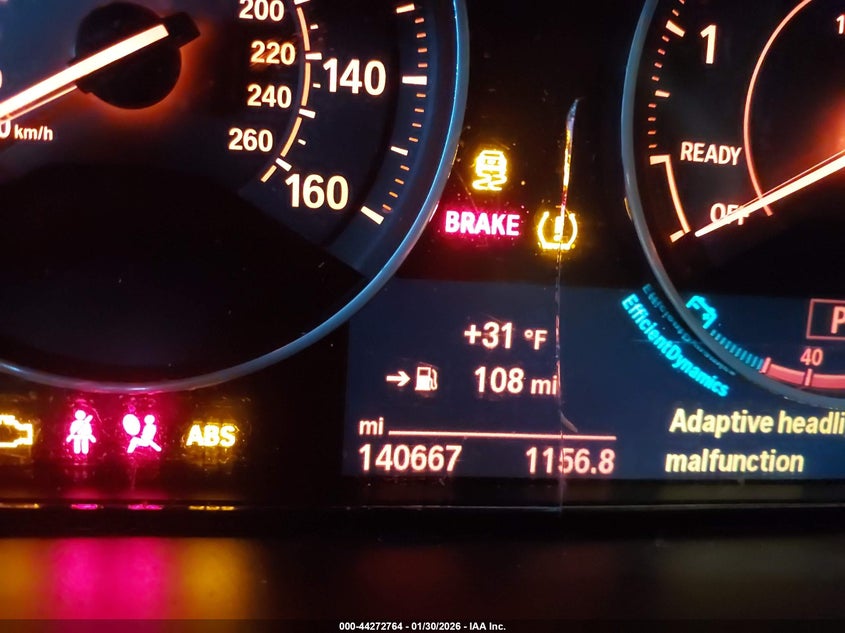 200
220
240
260
km/h
140
160
BRAKE
ABS
+31 °F
108 mi
mi
140667 1156.8
1
READY
OFF
EfficientDynamics
40
P
Adaptive headli
malfunction
000-44272764 - 01/30/2026 - IAA Inc.